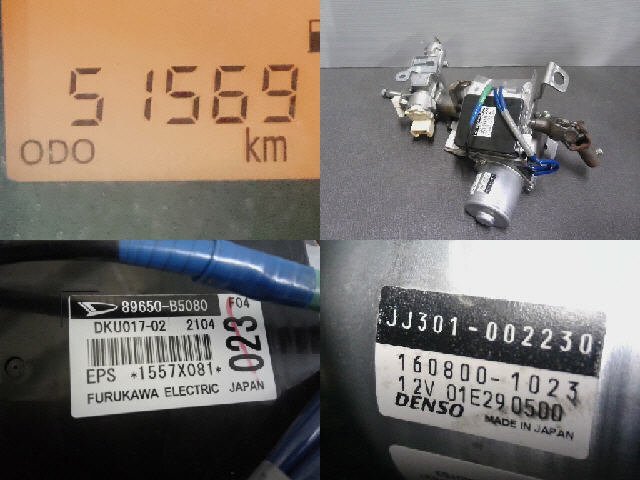 51569
ODO km
89650-B5080
F04
DKU017-02 2104
023
EPS *1557X081*
FURUKAWA ELECTRIC JAPAN
JJ301-002230
160800-1023
12V 01E290500
DENSO MADE IN JAPAN